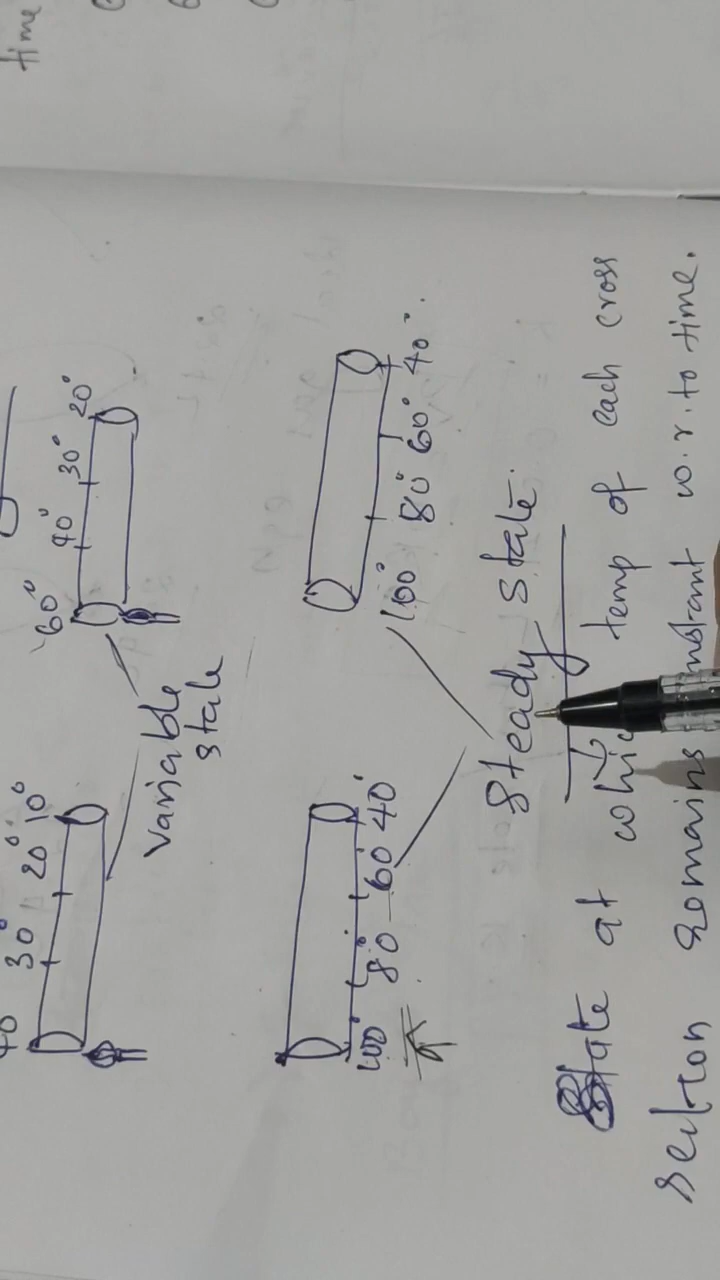 time
40° 30° 20° 10°
60° 40° 30° 20°
Variable
state
100 80 60 40
100° 80° 60° 40°
Steady state
State at which temp of each cross
section remains constant w.r.to time.